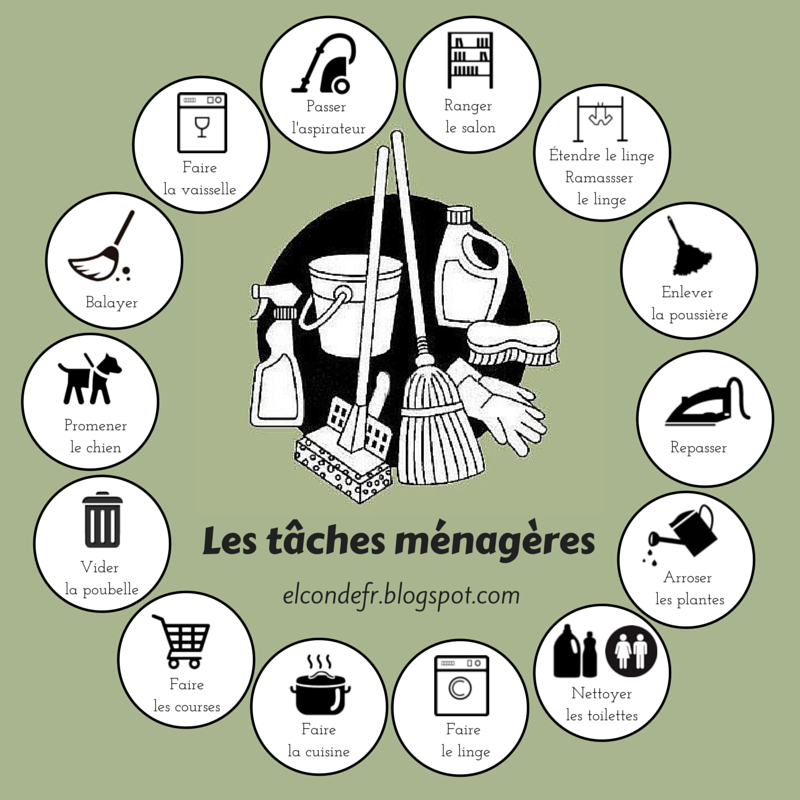 Passer
l'aspirateur
Ranger
le salon
Étendre le linge
Ramassser
le linge
Enlever
la poussière
Repasser
Arroser
les plantes
Nettoyer
les toilettes
Faire
le linge
Faire
la cuisine
Faire
les courses
Vider
la poubelle
Promener
le chien
Balayer
Faire
la vaisselle
Les tâches ménagères
elcondefr.blogspot.com